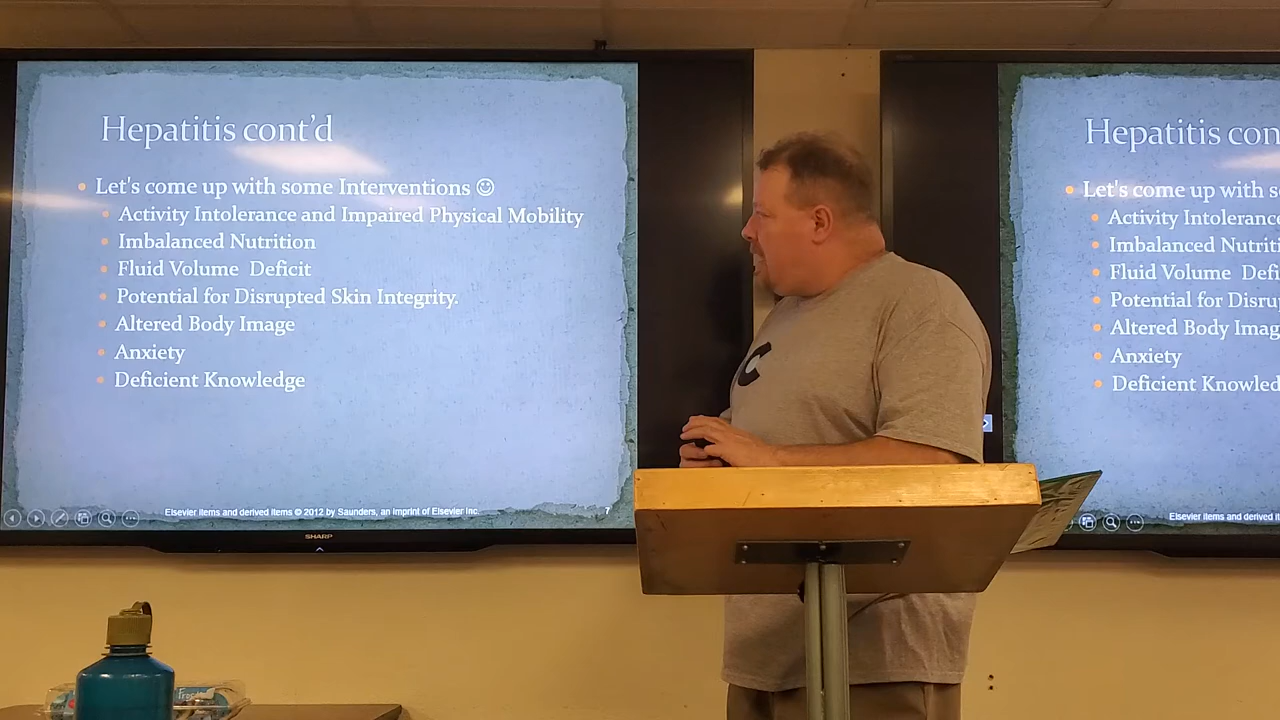 Hepatitis cont'd
• Let's come up with some Interventions ☺
• Activity Intolerance and Impaired Physical Mobility
• Imbalanced Nutrition
• Fluid Volume Deficit
• Potential for Disrupted Skin Integrity.
• Altered Body Image
• Anxiety
• Deficient Knowledge
Elsevier items and derived items © 2012 by Saunders, an imprint of Elsevier Inc.
7
SHARP
C
Hepatitis con
• Let's come up with s
• Activity Intoleranc
• Imbalanced Nutriti
• Fluid Volume Defi
• Potential for Disru
• Altered Body Imag
• Anxiety
• Deficient Knowled
Elsevier items and derived it